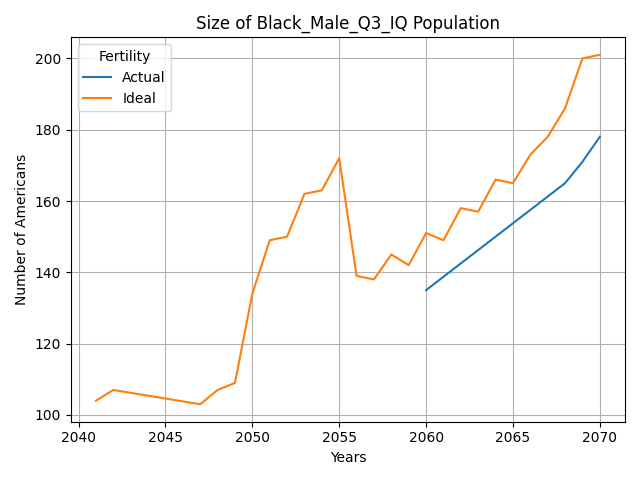 Size of Black_Male_Q3_IQ Population
Fertility
Actual
Ideal
Number of Americans
200
180
160
140
120
100
2040 2045 2050 2055 2060 2065 2070
Years